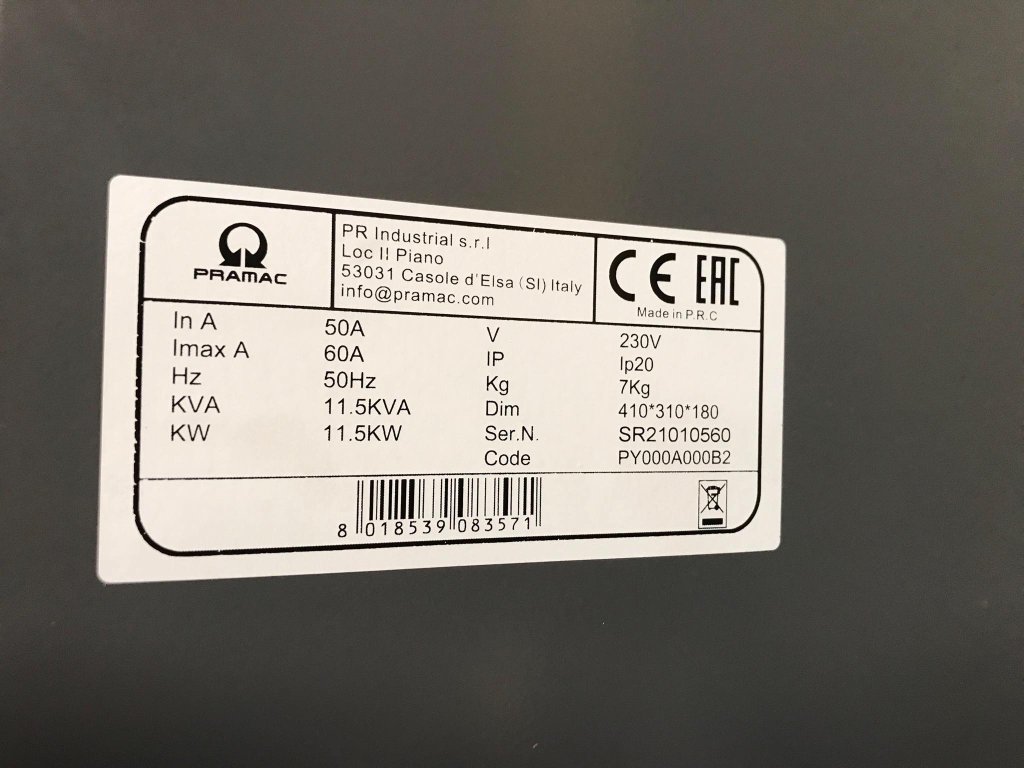 PRAMAC
PR Industrial s.r.l
Loc Il Piano
53031 Casole d'Elsa (SI) Italy
info@pramac.com
CE EAC
Made in P.R.C
In A 50A
Imax A 60A
Hz 50Hz
KVA 11.5KVA
KW 11.5KW
V 230V
IP Ip20
Kg 7Kg
Dim 410*310*180
Ser.N. SR21010560
Code PY000A000B2
8 018539 083571